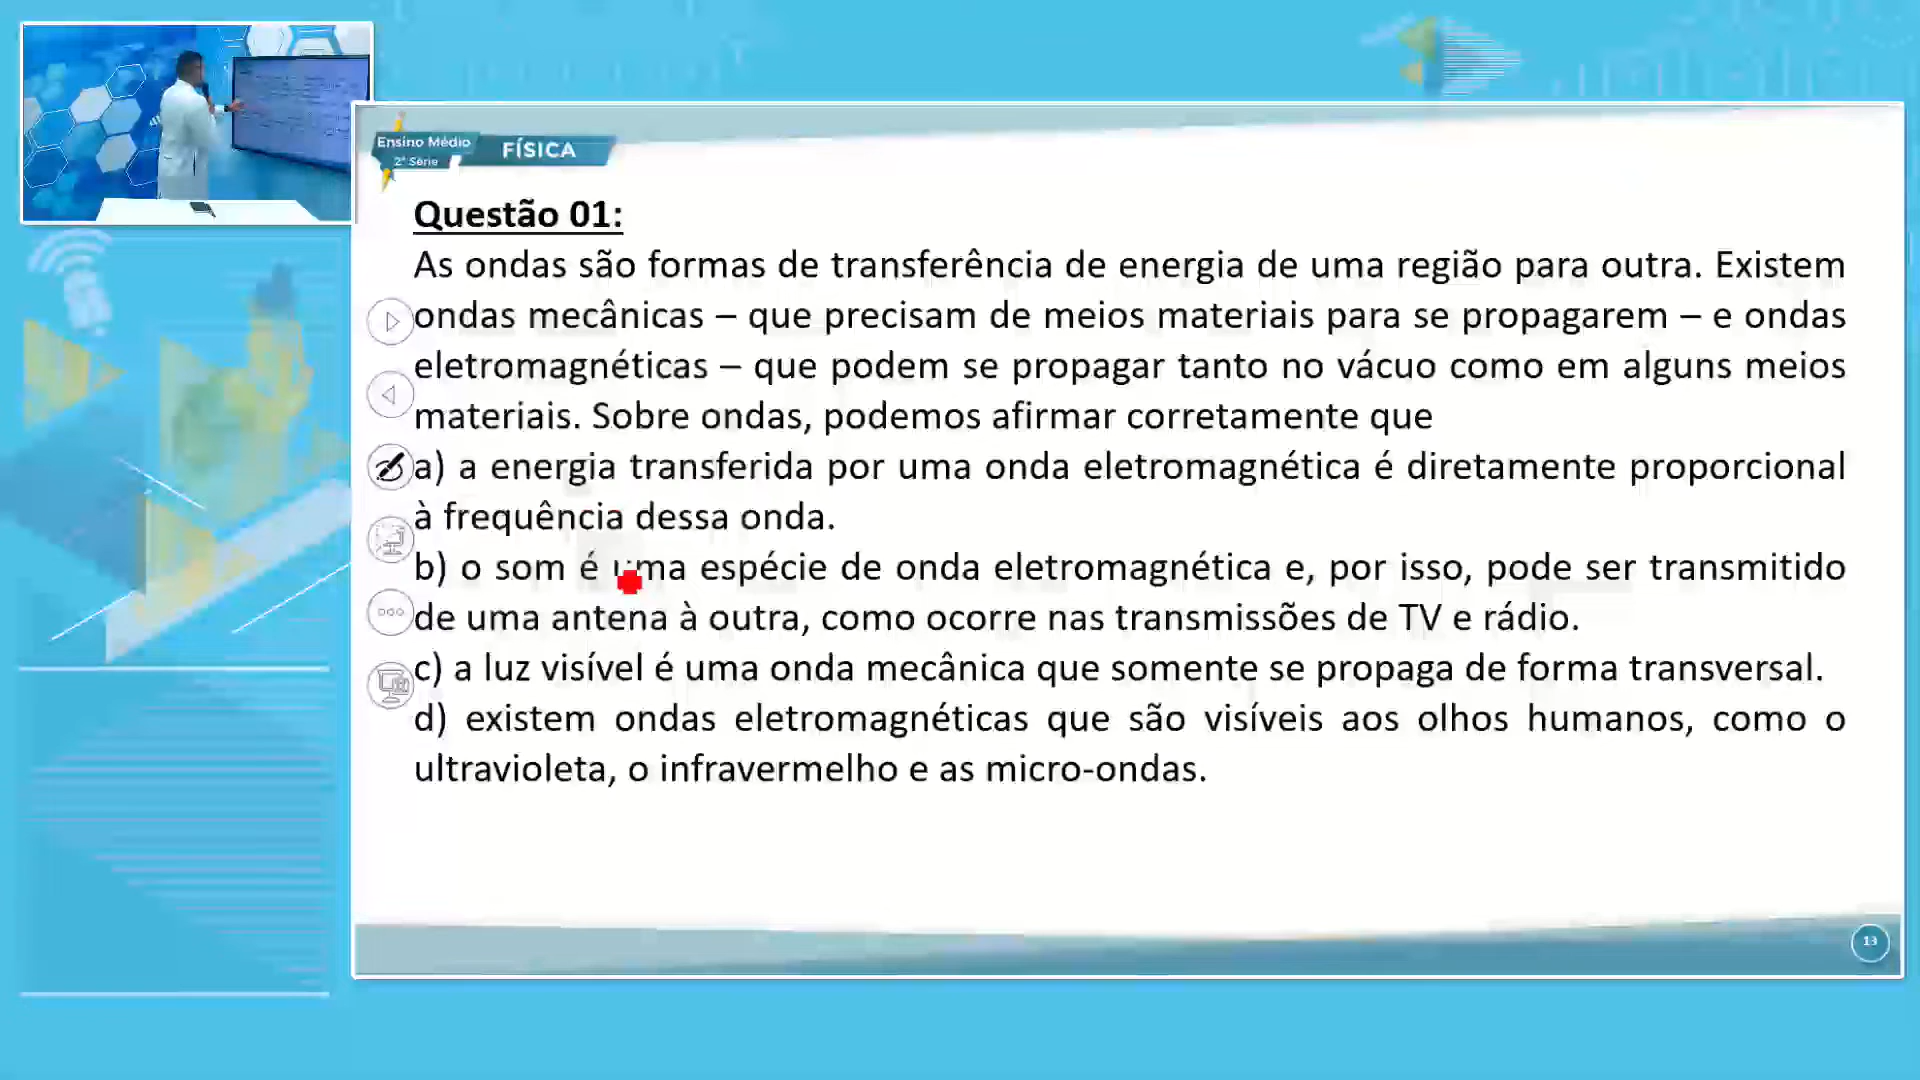 Ensino Médio
2ª Série
FÍSICA
Questão 01:
As ondas são formas de transferência de energia de uma região para outra. Existem
ondas mecânicas – que precisam de meios materiais para se propagarem – e ondas
eletromagnéticas – que podem se propagar tanto no vácuo como em alguns meios
materiais. Sobre ondas, podemos afirmar corretamente que
a) a energia transferida por uma onda eletromagnética é diretamente proporcional
à frequência dessa onda.
b) o som é uma espécie de onda eletromagnética e, por isso, pode ser transmitido
de uma antena à outra, como ocorre nas transmissões de TV e rádio.
c) a luz visível é uma onda mecânica que somente se propaga de forma transversal.
d) existem ondas eletromagnéticas que são visíveis aos olhos humanos, como o
ultravioleta, o infravermelho e as micro-ondas.
13